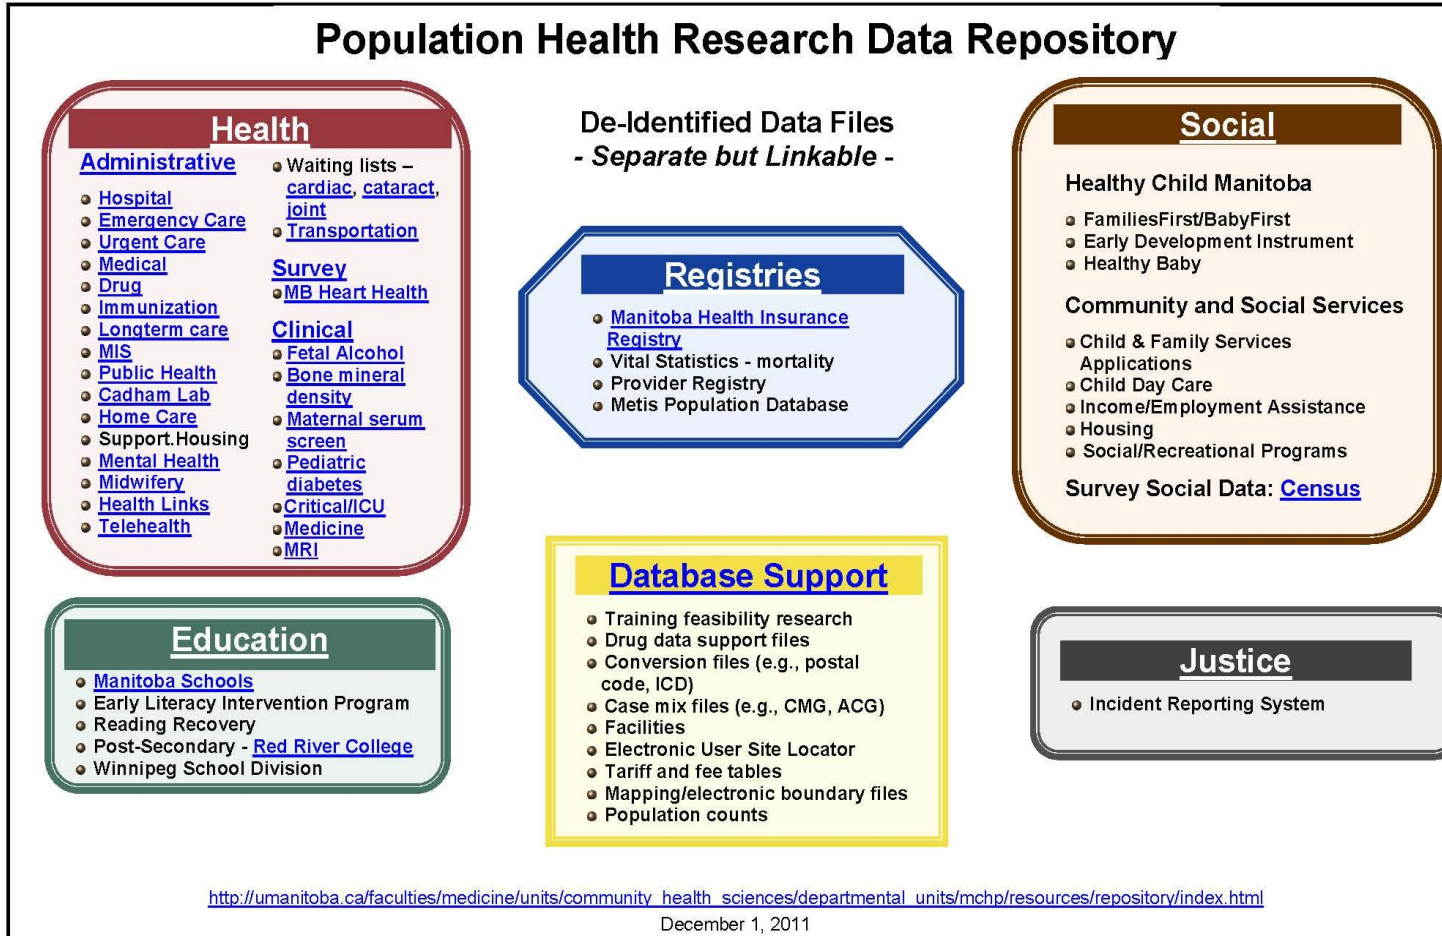 Population Health Research Data Repository
Health
Administrative
Hospital
Emergency Care
Urgent Care
Medical
Drug
Immunization
Longterm care
MIS
Public Health
Cadham Lab
Home Care
Support.Housing
Mental Health
Midwifery
Health Links
Telehealth
Waiting lists –
cardiac, cataract,
joint
Transportation
Survey
MB Heart Health
Clinical
Fetal Alcohol
Bone mineral
density
Maternal serum
screen
Pediatric
diabetes
Critical/ICU
Medicine
MRI
De-Identified Data Files
- Separate but Linkable -
Registries
Manitoba Health Insurance
Registry
Vital Statistics - mortality
Provider Registry
Metis Population Database
Social
Healthy Child Manitoba
FamiliesFirst/BabyFirst
Early Development Instrument
Healthy Baby
Community and Social Services
Child & Family Services
Applications
Child Day Care
Income/Employment Assistance
Housing
Social/Recreational Programs
Survey Social Data: Census
Education
Manitoba Schools
Early Literacy Intervention Program
Reading Recovery
Post-Secondary - Red River College
Winnipeg School Division
Database Support
Training feasibility research
Drug data support files
Conversion files (e.g., postal
code, ICD)
Case mix files (e.g., CMG, ACG)
Facilities
Electronic User Site Locator
Tariff and fee tables
Mapping/electronic boundary files
Population counts
Justice
Incident Reporting System
http://umanitoba.ca/faculties/medicine/units/community_health_sciences/departmental_units/mchp/resources/repository/index.html
December 1, 2011